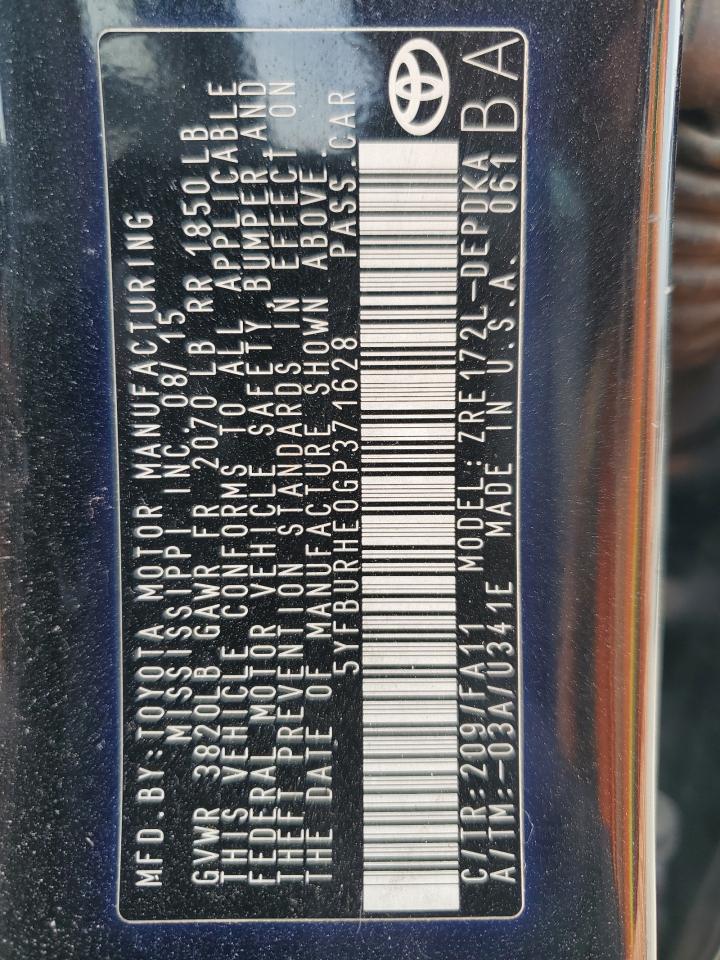 MFD.BY:TOYOTA MOTOR MANUFACTURING
MISSISSIPPI INC.08/15
GVWR 3820LB GAWR FR 2070LB RR 1850LB
THIS VEHICLE CONFORMS TO ALL APPLICABLE
FEDERAL MOTOR VEHICLE SAFETY BUMPER AND
THEFT PREVENTION STANDARDS IN EFFECT ON
THE DATE OF MANUFACTURE SHOWN ABOVE.
5YFBURHE0GP371628 PASS.CAR
C/TR:209/FA11 MODEL:ZRE172L-DEPDKA
A/TM:-03A/U341E MADE IN U.S.A. 061
BA